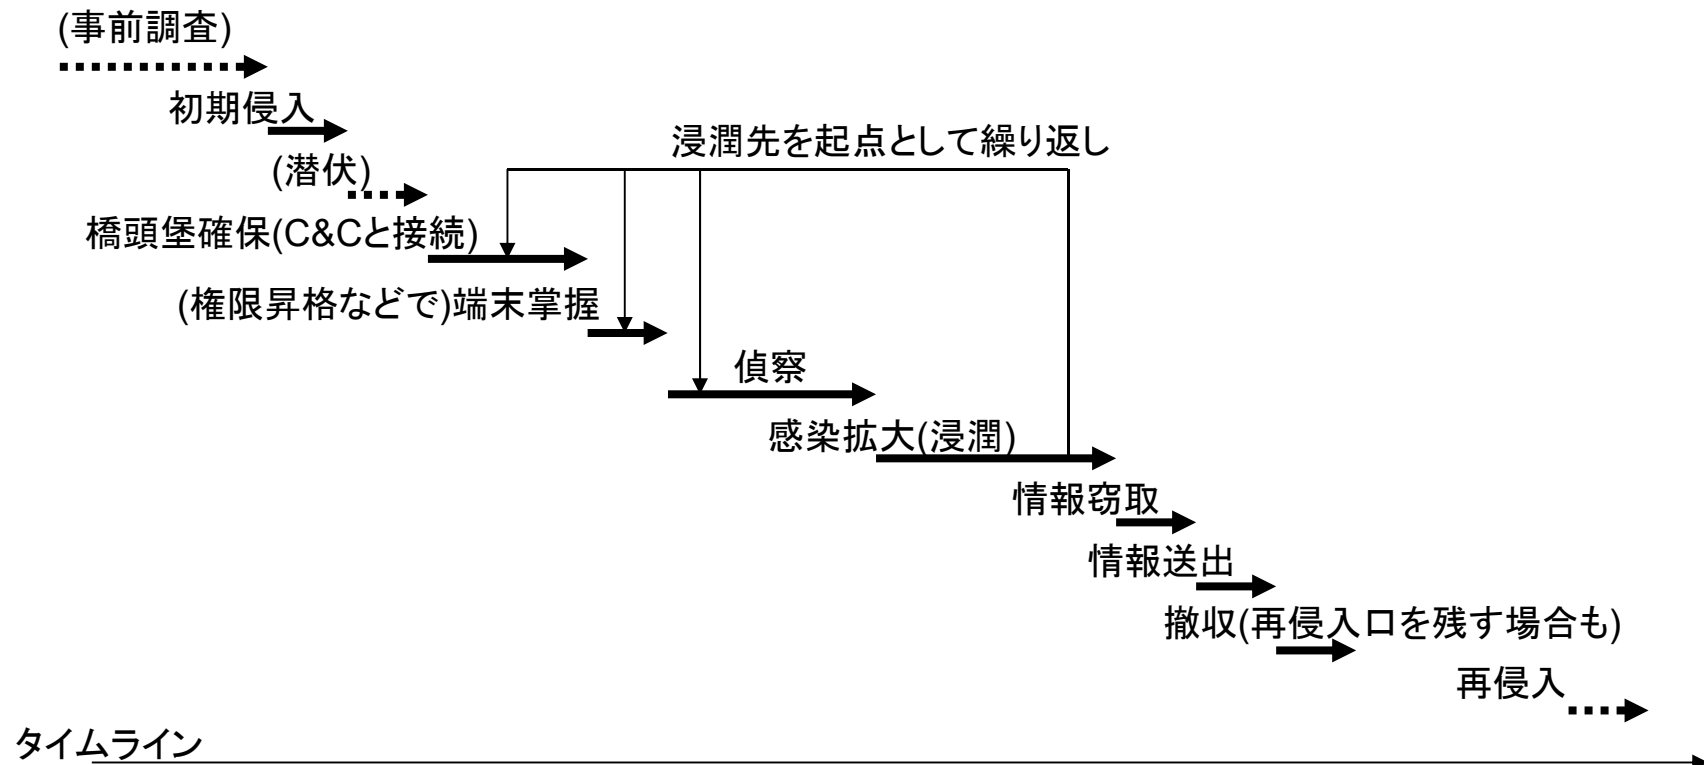 (事前調査)
初期侵入
浸潤先を起点として繰り返し
(潜伏)
橋頭堡確保(C&Cと接続)
(権限昇格などで)端末掌握
偵察
感染拡大(浸潤)
情報窃取
情報送出
撤収(再侵入口を残す場合も)
再侵入
タイムライン